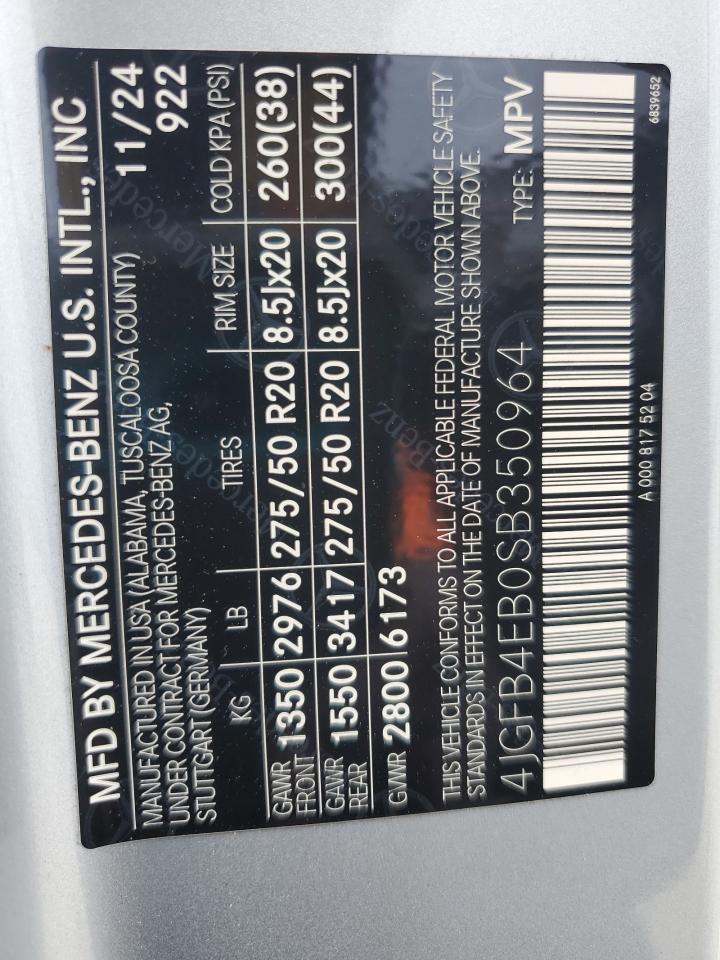 MFD BY MERCEDES-BENZ U.S. INTL., INC
MANUFACTURED IN USA (ALABAMA, TUSCALOOSA COUNTY) 11/24
UNDER CONTRACT FOR MERCEDES-BENZ AG, 922
STUTTGART (GERMANY)
KG LB TIRES RIM SIZE COLD KPA (PSI)
GAWR FRONT 1350 2976 275/50 R20 8.5Jx20 260(38)
GAWR REAR 1550 3417 275/50 R20 8.5Jx20 300(44)
GVWR 2800 6173
THIS VEHICLE CONFORMS TO ALL APPLICABLE FEDERAL MOTOR VEHICLE SAFETY
STANDARDS IN EFFECT ON THE DATE OF MANUFACTURE SHOWN ABOVE.
4JGFB4EB0SB350964 TYPE: MPV
A 000 817 52 04 6839652